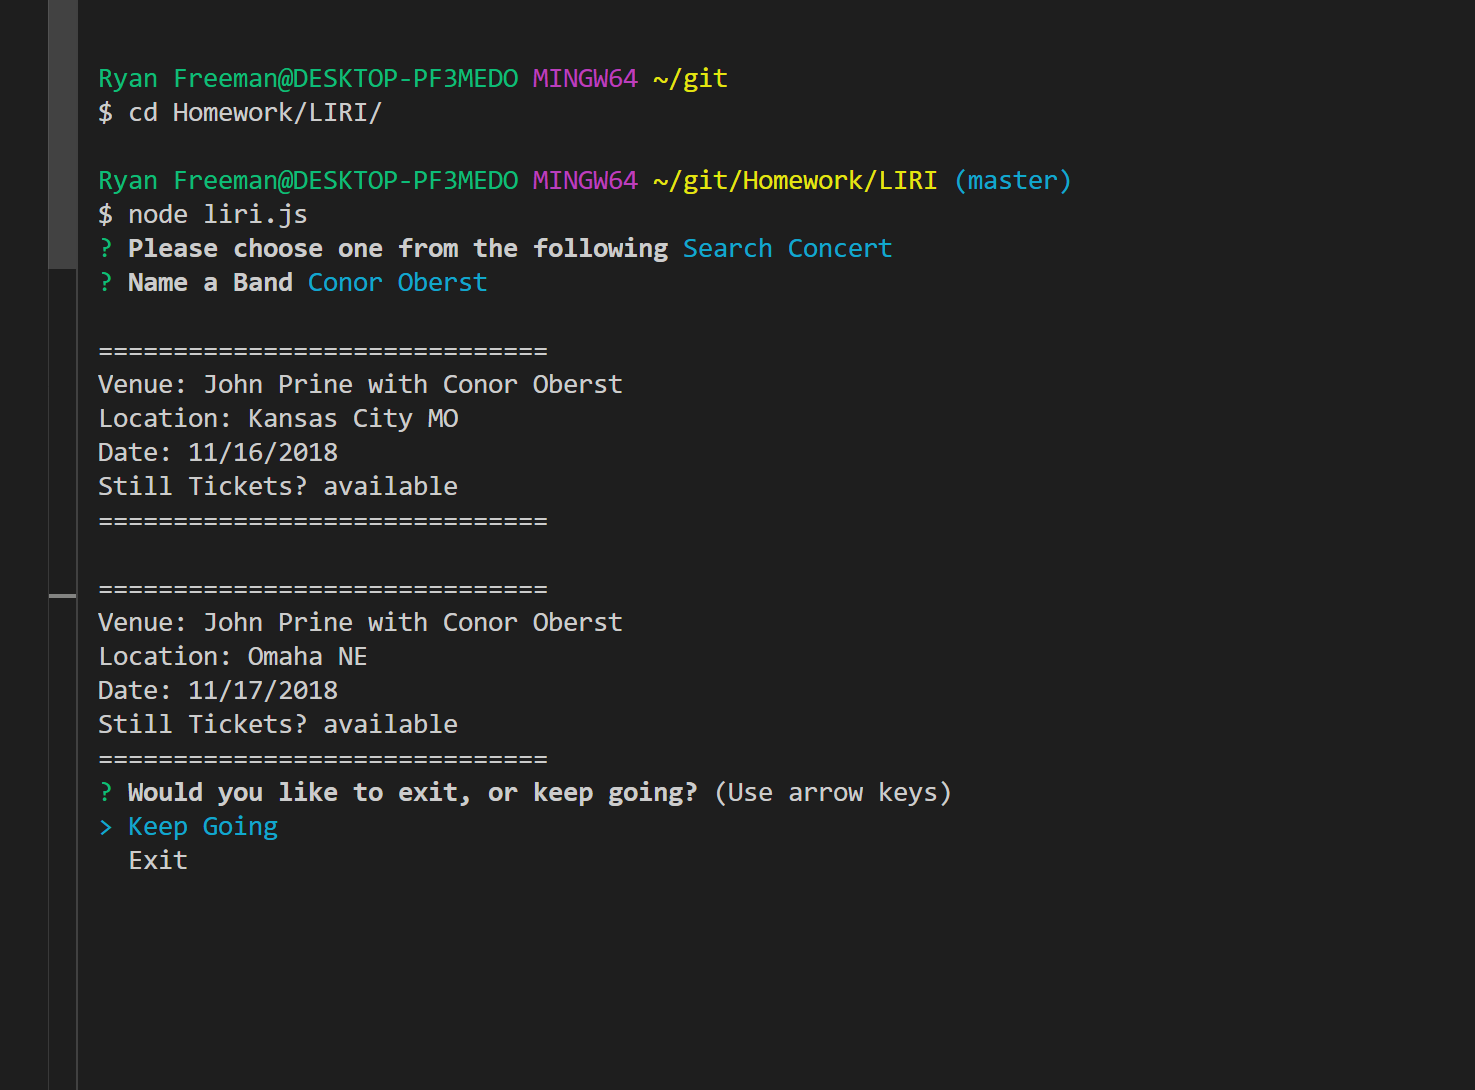 Ryan Freeman@DESKTOP-PF3MEDO MINGW64 ~/git
$ cd Homework/LIRI/
Ryan Freeman@DESKTOP-PF3MEDO MINGW64 ~/git/Homework/LIRI (master)
$ node liri.js
? Please choose one from the following Search Concert
? Name a Band Conor Oberst
==============================
Venue: John Prine with Conor Oberst
Location: Kansas City MO
Date: 11/16/2018
Still Tickets? available
==============================
==============================
Venue: John Prine with Conor Oberst
Location: Omaha NE
Date: 11/17/2018
Still Tickets? available
==============================
? Would you like to exit, or keep going? (Use arrow keys)
> Keep Going
  Exit